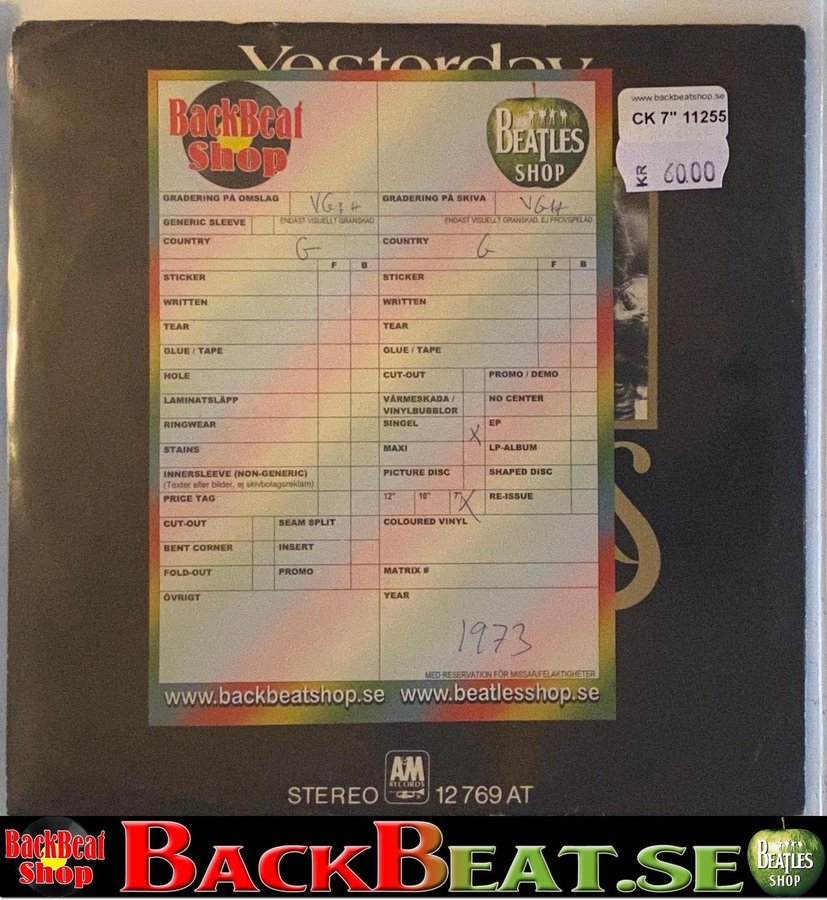 Yesterday
www.backbeatshop.se
CK 7" 11255
KR 60.00
BackBeat Shop
BEATLES SHOP
GRADERING PÅ OMSLAG
GRADERING PÅ SKIVA
GENERIC SLEEVE
ENDAST VISUELLT GRANSKAD
ENDAST VISUELLT GRANSKAD, EJ PROVSPELAD
COUNTRY G
COUNTRY G
F B
F B
STICKER
STICKER
WRITTEN
WRITTEN
TEAR
TEAR
GLUE / TAPE
GLUE / TAPE
HOLE
CUT-OUT
PROMO / DEMO
LAMINATSLÄPP
VÄRMESKADA / VINYLBUBBLOR
NO CENTER
RINGWEAR
SINGEL X
EP
STAINS
MAXI
LP-ALBUM
INNERSLEEVE (NON-GENERIC)
(Texter eller bilder, ej skivbolagsreklam)
PICTURE DISC
SHAPED DISC
PRICE TAG
12" 10" 7" X
RE-ISSUE
CUT-OUT
SEAM SPLIT
COLOURED VINYL
BENT CORNER
INSERT
FOLD-OUT
PROMO
MATRIX #
ÖVRIGT
YEAR
1973
MED RESERVATION FÖR MISSAR/FELAKTIGHETER
www.backbeatshop.se www.beatlesshop.se
S
AM RECORDS
STEREO 12 769 AT
BackBeat Shop
BACKBEAT.SE
BEATLES SHOP